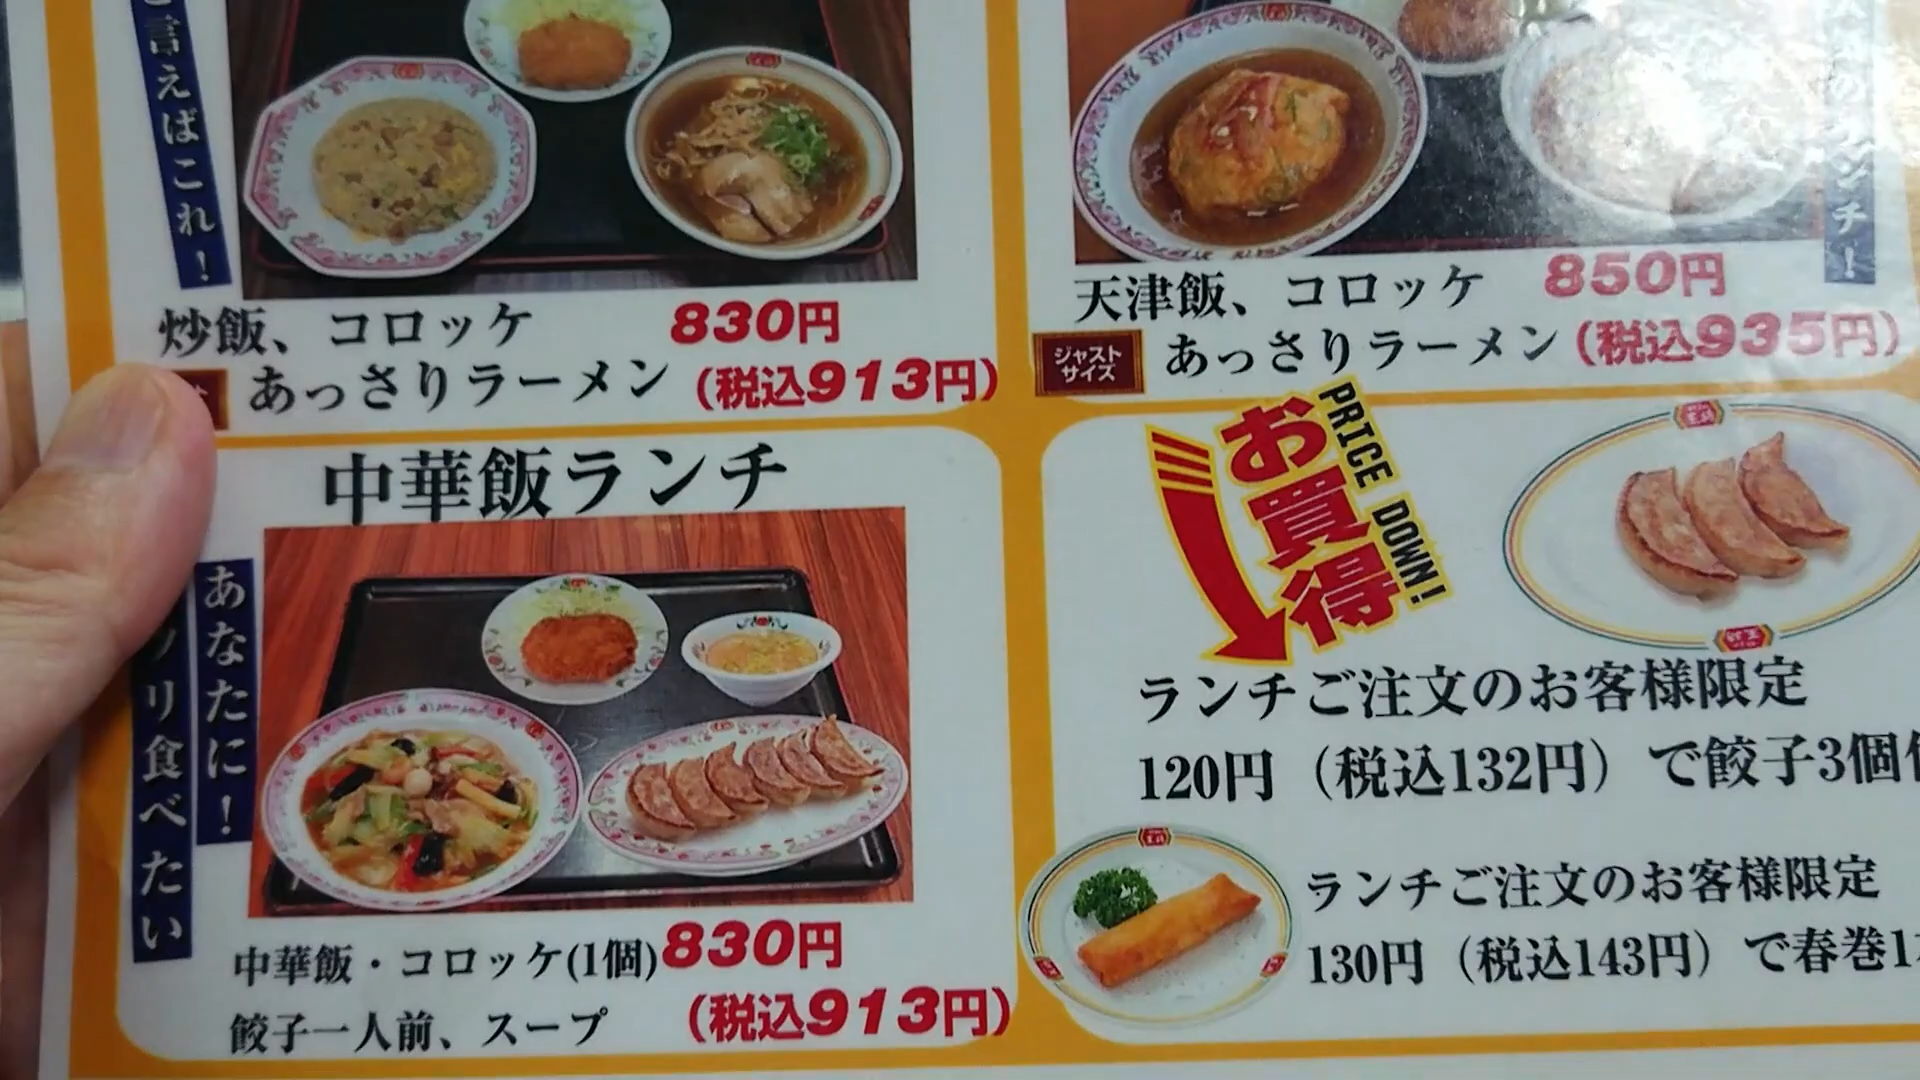 言えばこれ！
炒飯、コロッケ
あっさりラーメン
830円
（税込913円）
ンチ！
天津飯、コロッケ
850円
ジャスト
サイズ
あっさりラーメン
（税込935円）
中華飯ランチ
あなたに！
リ食べたい
中華飯・コロッケ(1個)
830円
餃子一人前、スープ
（税込913円）
お買得
PRICE DOWN!
ランチご注文のお客様限定
120円（税込132円）で餃子3個
ランチご注文のお客様限定
130円（税込143円）で春巻1